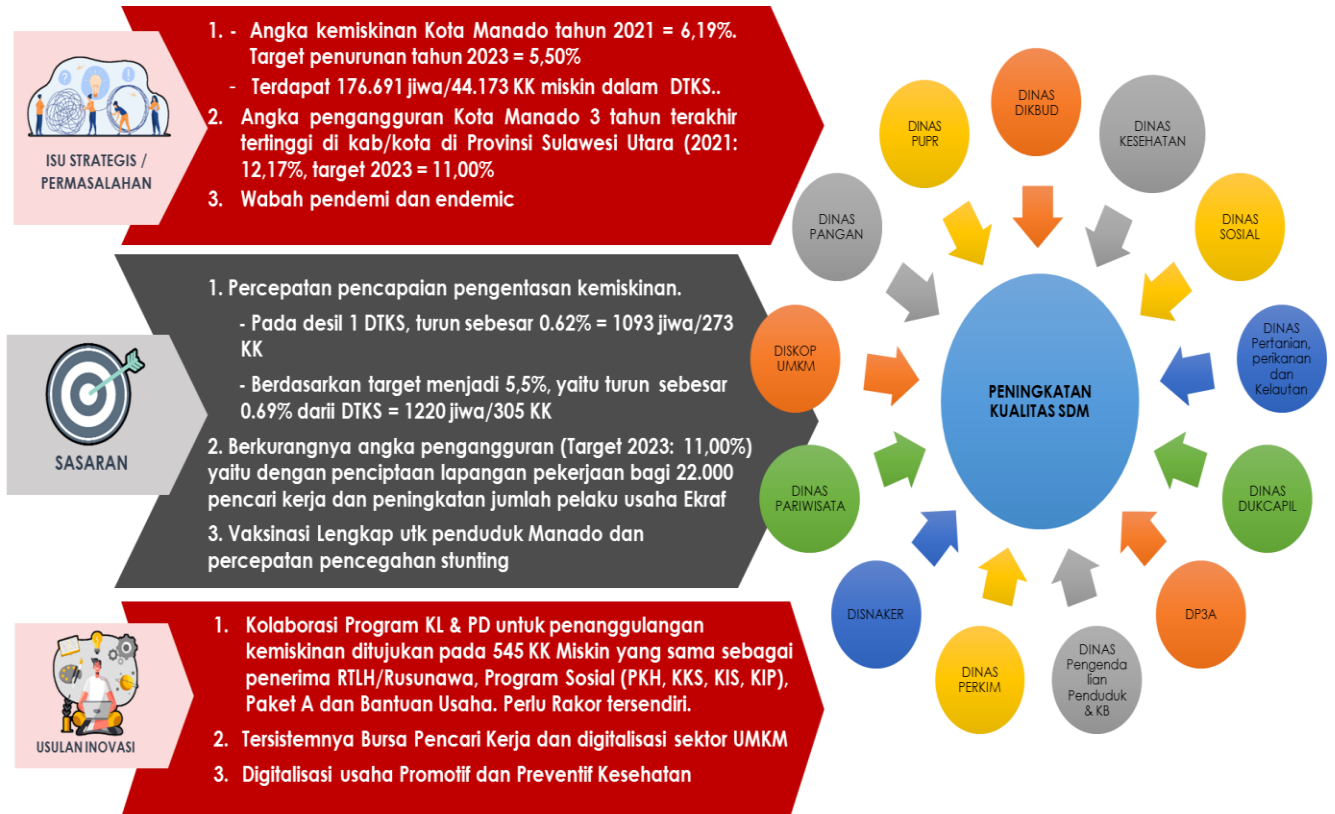 ISU STRATEGIS /
PERMASALAHAN
1. - Angka kemiskinan Kota Manado tahun 2021 = 6,19%.
Target penurunan tahun 2023 = 5,50%
- Terdapat 176.691 jiwa/44.173 KK miskin dalam DTKS..
2. Angka pengangguran Kota Manado 3 tahun terakhir
tertinggi di kab/kota di Provinsi Sulawesi Utara (2021:
12,17%, target 2023 = 11,00%
3. Wabah pendemi dan endemic
SASARAN
1. Percepatan pencapaian pengentasan kemiskinan.
- Pada desil 1 DTKS, turun sebesar 0.62% = 1093 jiwa/273
KK
- Berdasarkan target menjadi 5,5%, yaitu turun sebesar
0.69% darii DTKS = 1220 jiwa/305 KK
2. Berkurangnya angka pengangguran (Target 2023: 11,00%)
yaitu dengan penciptaan lapangan pekerjaan bagi 22.000
pencari kerja dan peningkatan jumlah pelaku usaha Ekraf
3. Vaksinasi Lengkap utk penduduk Manado dan
percepatan pencegahan stunting
USULAN INOVASI
1. Kolaborasi Program KL & PD untuk penanggulangan
kemiskinan ditujukan pada 545 KK Miskin yang sama sebagai
penerima RTLH/Rusunawa, Program Sosial (PKH, KKS, KIS, KIP),
Paket A dan Bantuan Usaha. Perlu Rakor tersendiri.
2. Tersistemnya Bursa Pencari Kerja dan digitalisasi sektor UMKM
3. Digitalisasi usaha Promotif dan Preventif Kesehatan
PENINGKATAN
KUALITAS SDM
DINAS
DIKBUD
DINAS
KESEHATAN
DINAS
SOSIAL
DINAS
Pertanian,
perikanan
dan
Kelautan
DINAS
DUKCAPIL
DP3A
DINAS
Pengenda
lian
Penduduk
& KB
DINAS
PERKIM
DISNAKER
DINAS
PARIWISATA
DISKOP
UMKM
DINAS
PANGAN
DINAS
PUPR